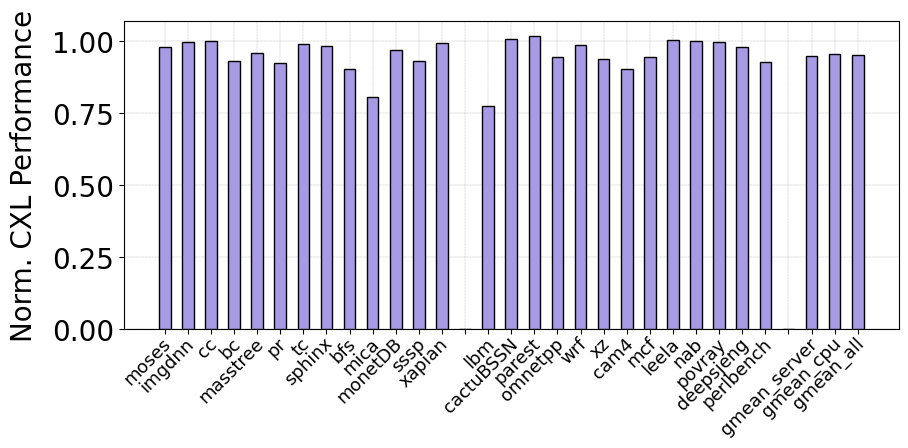 Norm. CXL Performance
1.00
0.75
0.50
0.25
0.00
moses
imgdnn
cc
bc
masstree
pr
tc
sphinx
bfs
mica
monetDB
sssp
xapian
lbm
cactuBSSN
parest
omnetpp
wrf
xz
cam4
mcf
leela
nab
povray
deepsjeng
perlbench
gmean_server
gmean_cpu
gmean_all